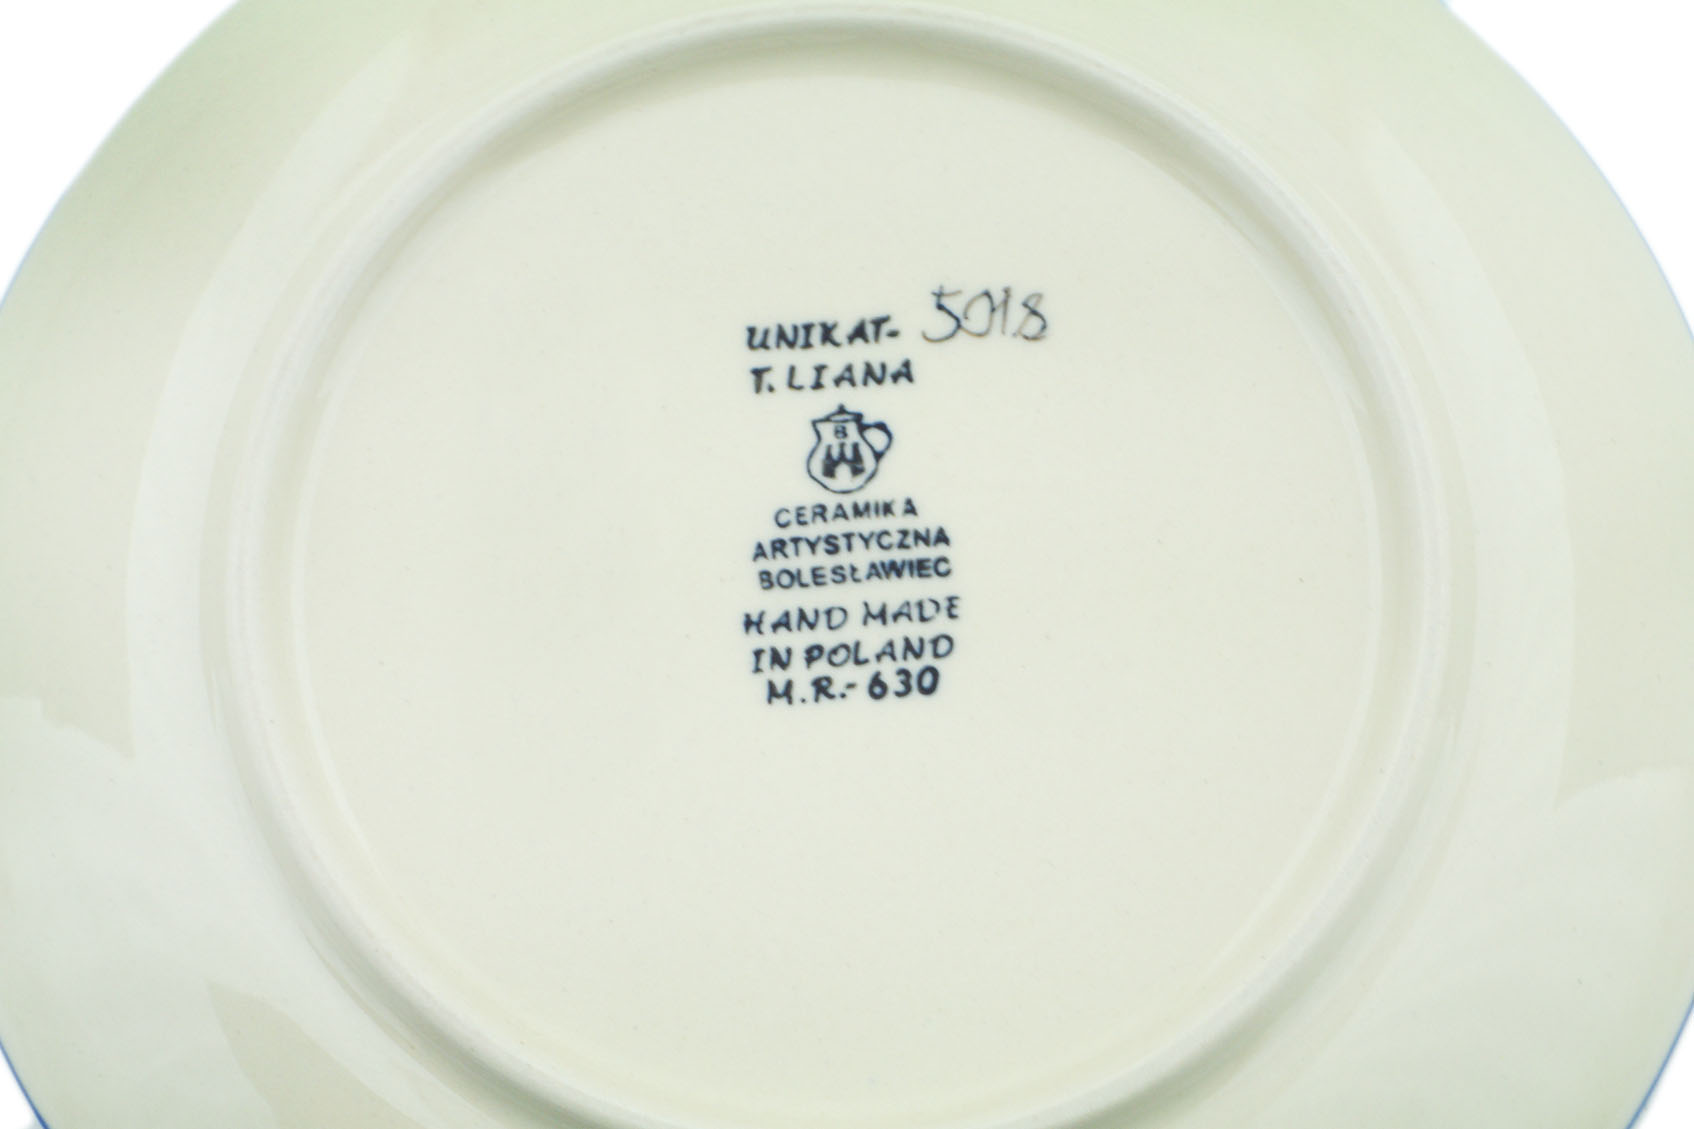 UNIKAT- 5018
T. LIANA
B
CERAMIKA
ARTYSTYCZNA
BOLESŁAWIEC
HAND MADE
IN POLAND
M.R.- 630